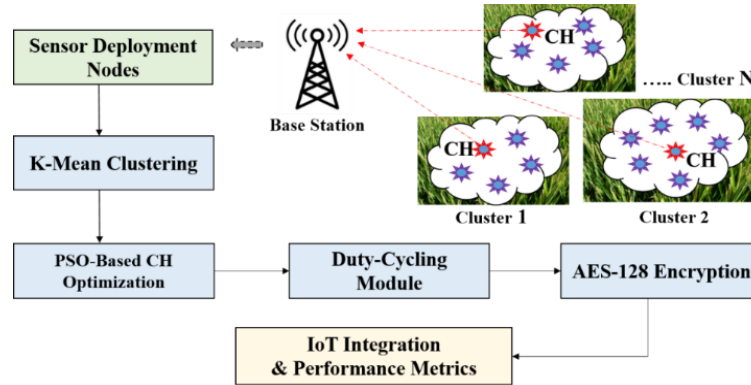 Sensor Deployment
Nodes
Base Station
CH
..... Cluster N
CH
Cluster 1
CH
Cluster 2
K-Mean Clustering
PSO-Based CH
Optimization
Duty-Cycling
Module
AES-128 Encryption
IoT Integration
& Performance Metrics